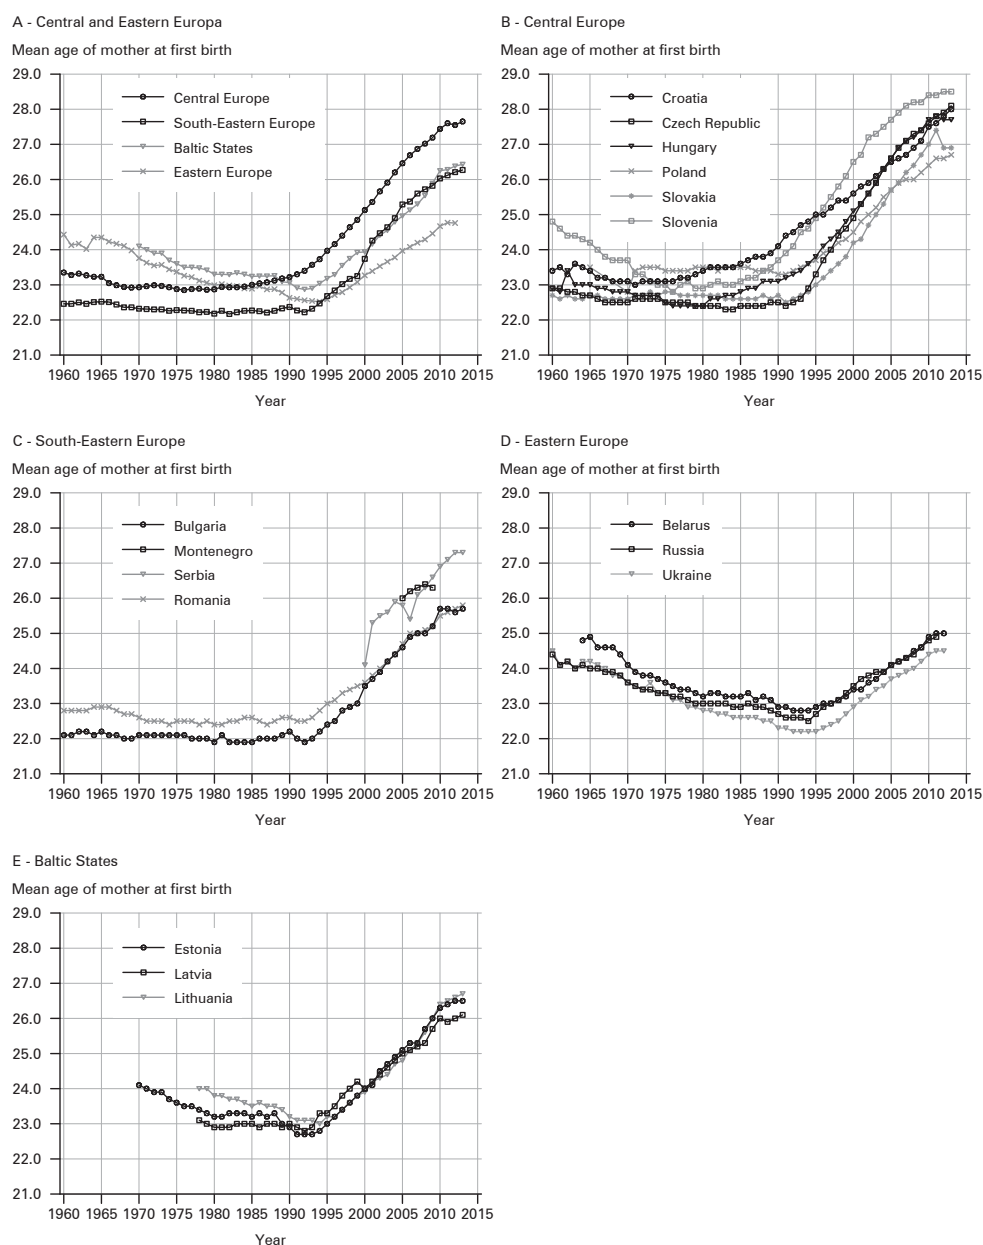 A - Central and Eastern Europa
Mean age of mother at first birth
29.0
28.0
27.0
26.0
25.0
24.0
23.0
22.0
21.0
Central Europe
South-Eastern Europe
Baltic States
Eastern Europe
1960 1965 1970 1975 1980 1985 1990 1995 2000 2005 2010 2015
Year
B - Central Europe
Mean age of mother at first birth
29.0
28.0
27.0
26.0
25.0
24.0
23.0
22.0
21.0
Croatia
Czech Republic
Hungary
Poland
Slovakia
Slovenia
1960 1965 1970 1975 1980 1985 1990 1995 2000 2005 2010 2015
Year
C - South-Eastern Europe
Mean age of mother at first birth
29.0
28.0
27.0
26.0
25.0
24.0
23.0
22.0
21.0
Bulgaria
Montenegro
Serbia
Romania
1960 1965 1970 1975 1980 1985 1990 1995 2000 2005 2010 2015
Year
D - Eastern Europe
Mean age of mother at first birth
29.0
28.0
27.0
26.0
25.0
24.0
23.0
22.0
21.0
Belarus
Russia
Ukraine
1960 1965 1970 1975 1980 1985 1990 1995 2000 2005 2010 2015
Year
E - Baltic States
Mean age of mother at first birth
29.0
28.0
27.0
26.0
25.0
24.0
23.0
22.0
21.0
Estonia
Latvia
Lithuania
1960 1965 1970 1975 1980 1985 1990 1995 2000 2005 2010 2015
Year